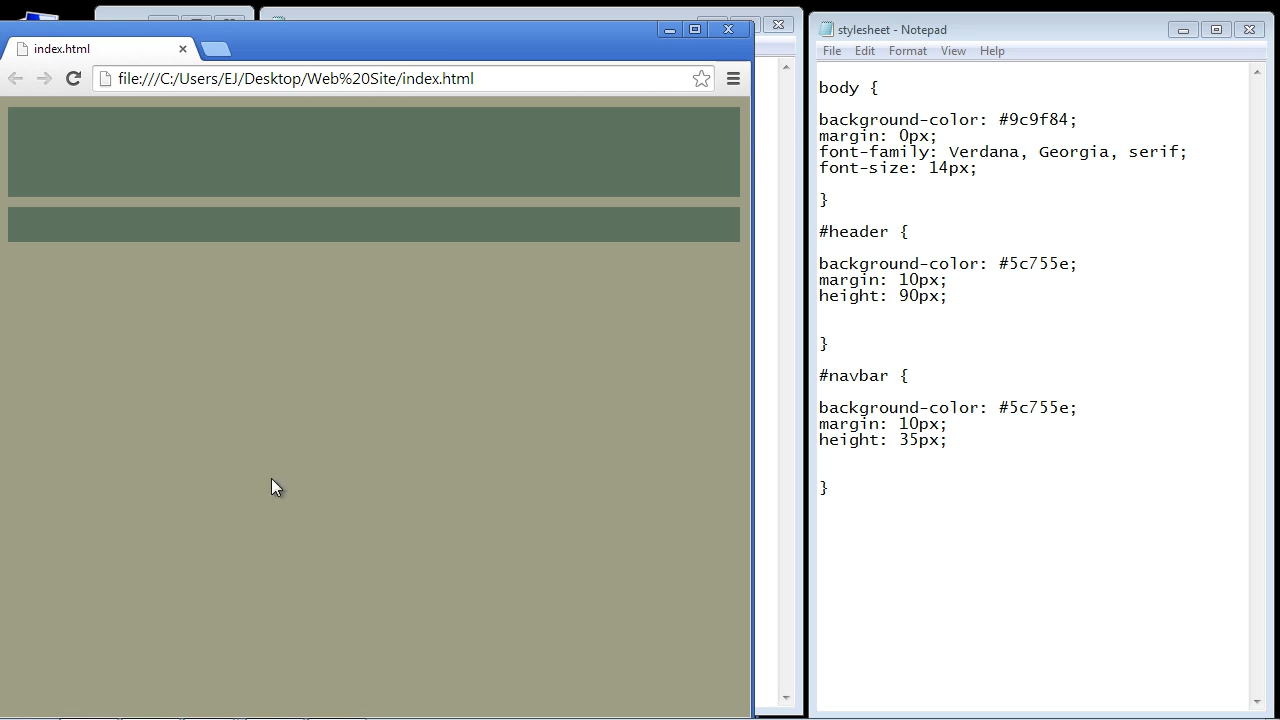 index.html
file:///C:/Users/EJ/Desktop/Web%20Site/index.html
stylesheet - Notepad
File Edit Format View Help
body {
background-color: #9c9f84;
margin: 0px;
font-family: Verdana, Georgia, serif;
font-size: 14px;
}
#header {
background-color: #5c755e;
margin: 10px;
height: 90px;
}
#navbar {
background-color: #5c755e;
margin: 10px;
height: 35px;
}